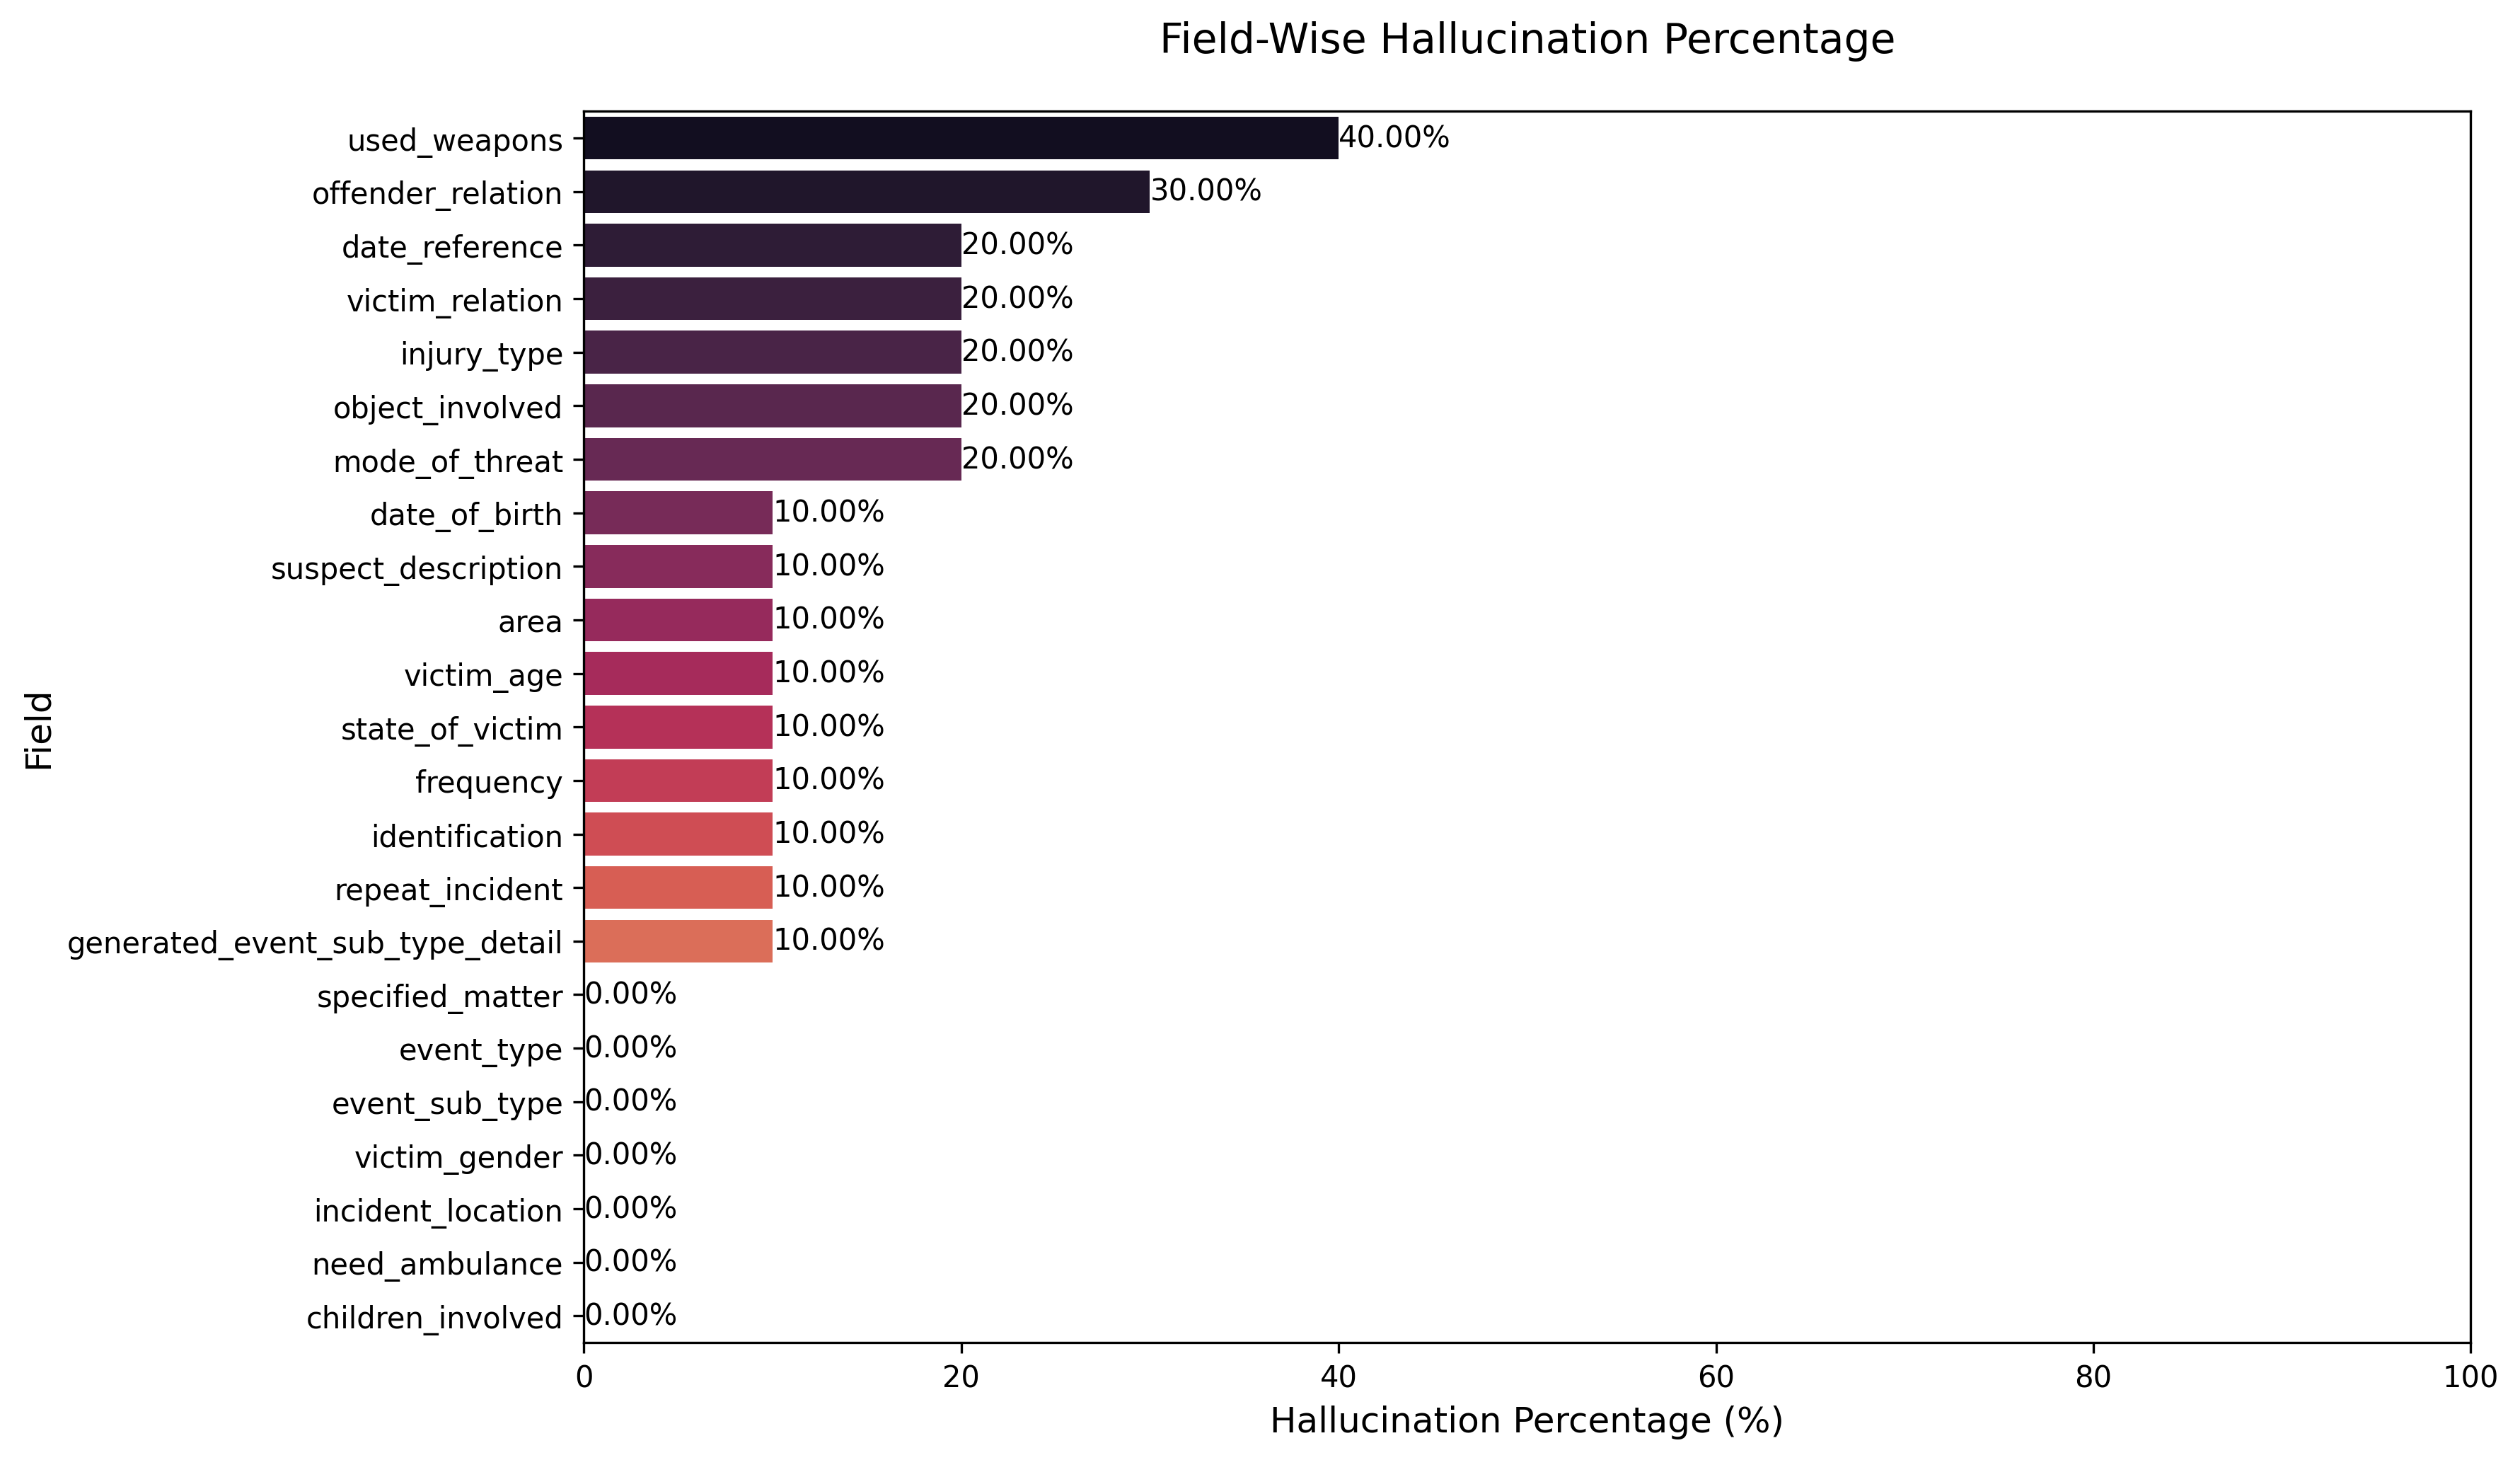 Field-Wise Hallucination Percentage
used_weapons 40.00%
offender_relation 30.00%
date_reference 20.00%
victim_relation 20.00%
injury_type 20.00%
object_involved 20.00%
mode_of_threat 20.00%
date_of_birth 10.00%
suspect_description 10.00%
area 10.00%
victim_age 10.00%
state_of_victim 10.00%
frequency 10.00%
identification 10.00%
repeat_incident 10.00%
generated_event_sub_type_detail 10.00%
specified_matter 0.00%
event_type 0.00%
event_sub_type 0.00%
victim_gender 0.00%
incident_location 0.00%
need_ambulance 0.00%
children_involved 0.00%
Field
0 20 40 60 80 100
Hallucination Percentage (%)